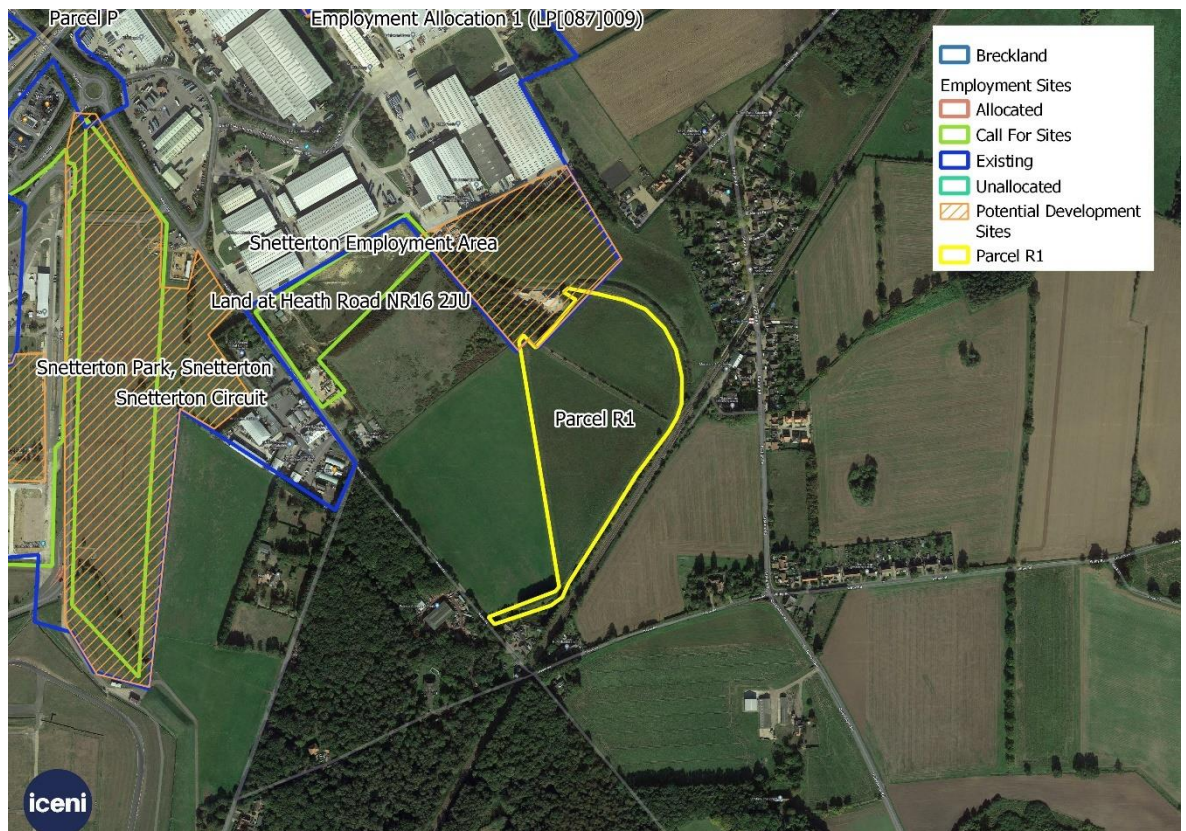 Parcel P
Employment Allocation 1 (LP[087]009)
Breckland
Employment Sites
Allocated
Call For Sites
Existing
Unallocated
Potential Development
Sites
Parcel R1
Snetterton Employment Area
Land at Heath Road NR16 2JU
Snetterton Park, Snetterton
Snetterton Circuit
Parcel R1
iceni